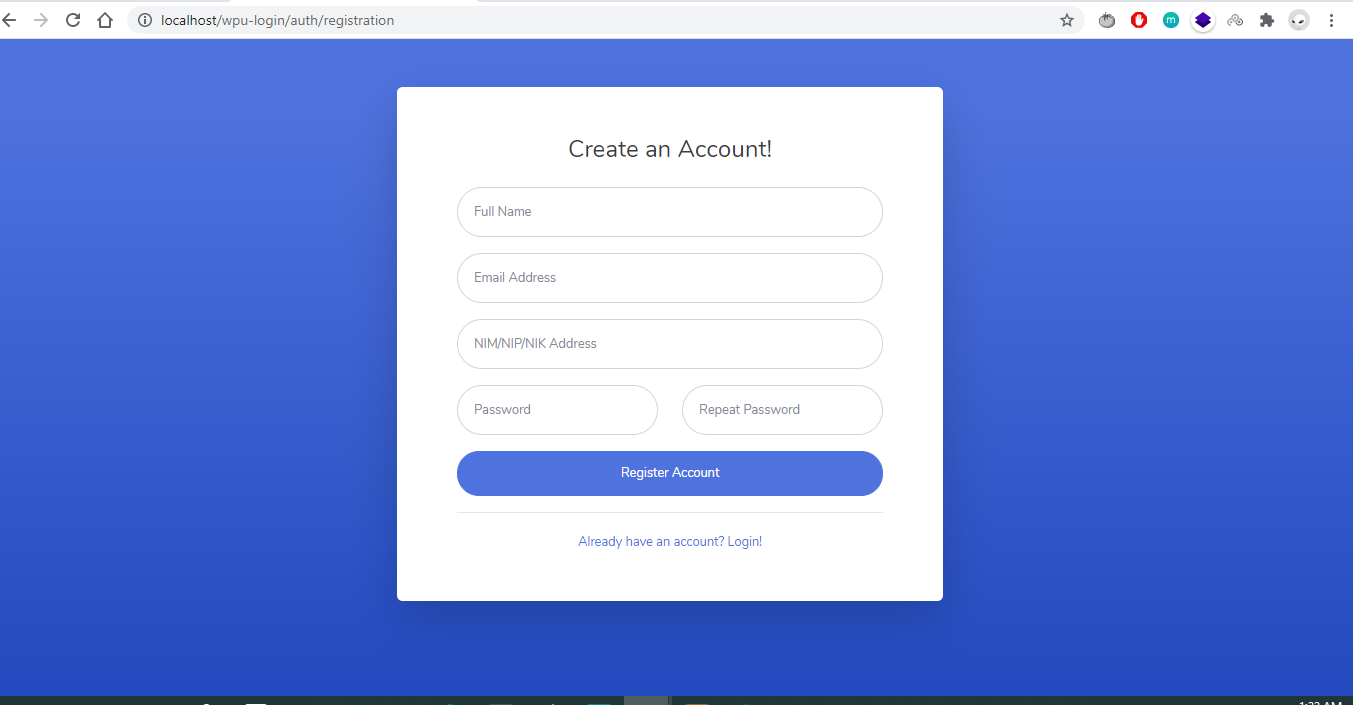 localhost/wpu-login/auth/registration
m
Create an Account!
Full Name
Email Address
NIM/NIP/NIK Address
Password
Repeat Password
Register Account
Already have an account? Login!